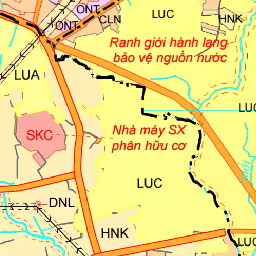 ONT
LUC
HNK
CLN
ONT
ONT
Ranh giới hành lang
bảo vệ nguồn nước
LUA
LUC
SKC
Nhà máy SX
phân hữu cơ
LUC
DNL
LUC
HNK